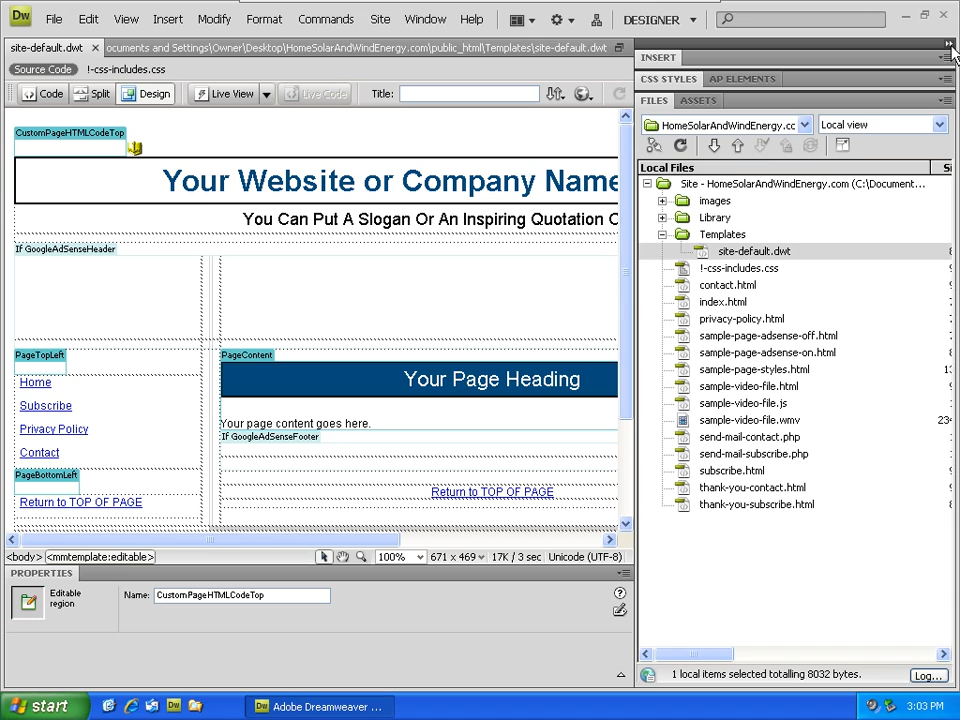 Dw File Edit View Insert Modify Format Commands Site Window Help DESIGNER
site-default.dwt ocuments and Settings\Owner\Desktop\HomeSolarAndWindEnergy.com\public_html\Templates\site-default.dwt
Source Code !-css-includes.css
Code Split Design Live View Live Code Title:
CustomPageHTMLCodeTop
Your Website or Company Name
You Can Put A Slogan Or An Inspiring Quotation
If GoogleAdSenseHeader
PageTopLeft
Home
Subscribe
Privacy Policy
Contact
PageBottomLeft
Return to TOP OF PAGE
PageContent
Your Page Heading
Your page content goes here.
If GoogleAdSenseFooter
Return to TOP OF PAGE
<body> <mmtemplate:editable> 100% 671 x 469 17K / 3 sec Unicode (UTF-8)
PROPERTIES
Editable
region
Name: CustomPageHTMLCodeTop
INSERT
CSS STYLES AP ELEMENTS
FILES ASSETS
HomeSolarAndWindEnergy.cc Local view
Local Files Si
Site - HomeSolarAndWindEnergy.com (C:\Document...
images
Library
Templates
site-default.dwt 8
!-css-includes.css
contact.html
index.html
privacy-policy.html
sample-page-adsense-off.html
sample-page-adsense-on.html
sample-page-styles.html 13
sample-video-file.html
sample-video-file.js
sample-video-file.wmv 234
send-mail-contact.php
send-mail-subscribe.php
subscribe.html
thank-you-contact.html
thank-you-subscribe.html
1 local items selected totalling 8032 bytes. Log...
start Dw Adobe Dreamweaver ... 3:03 PM